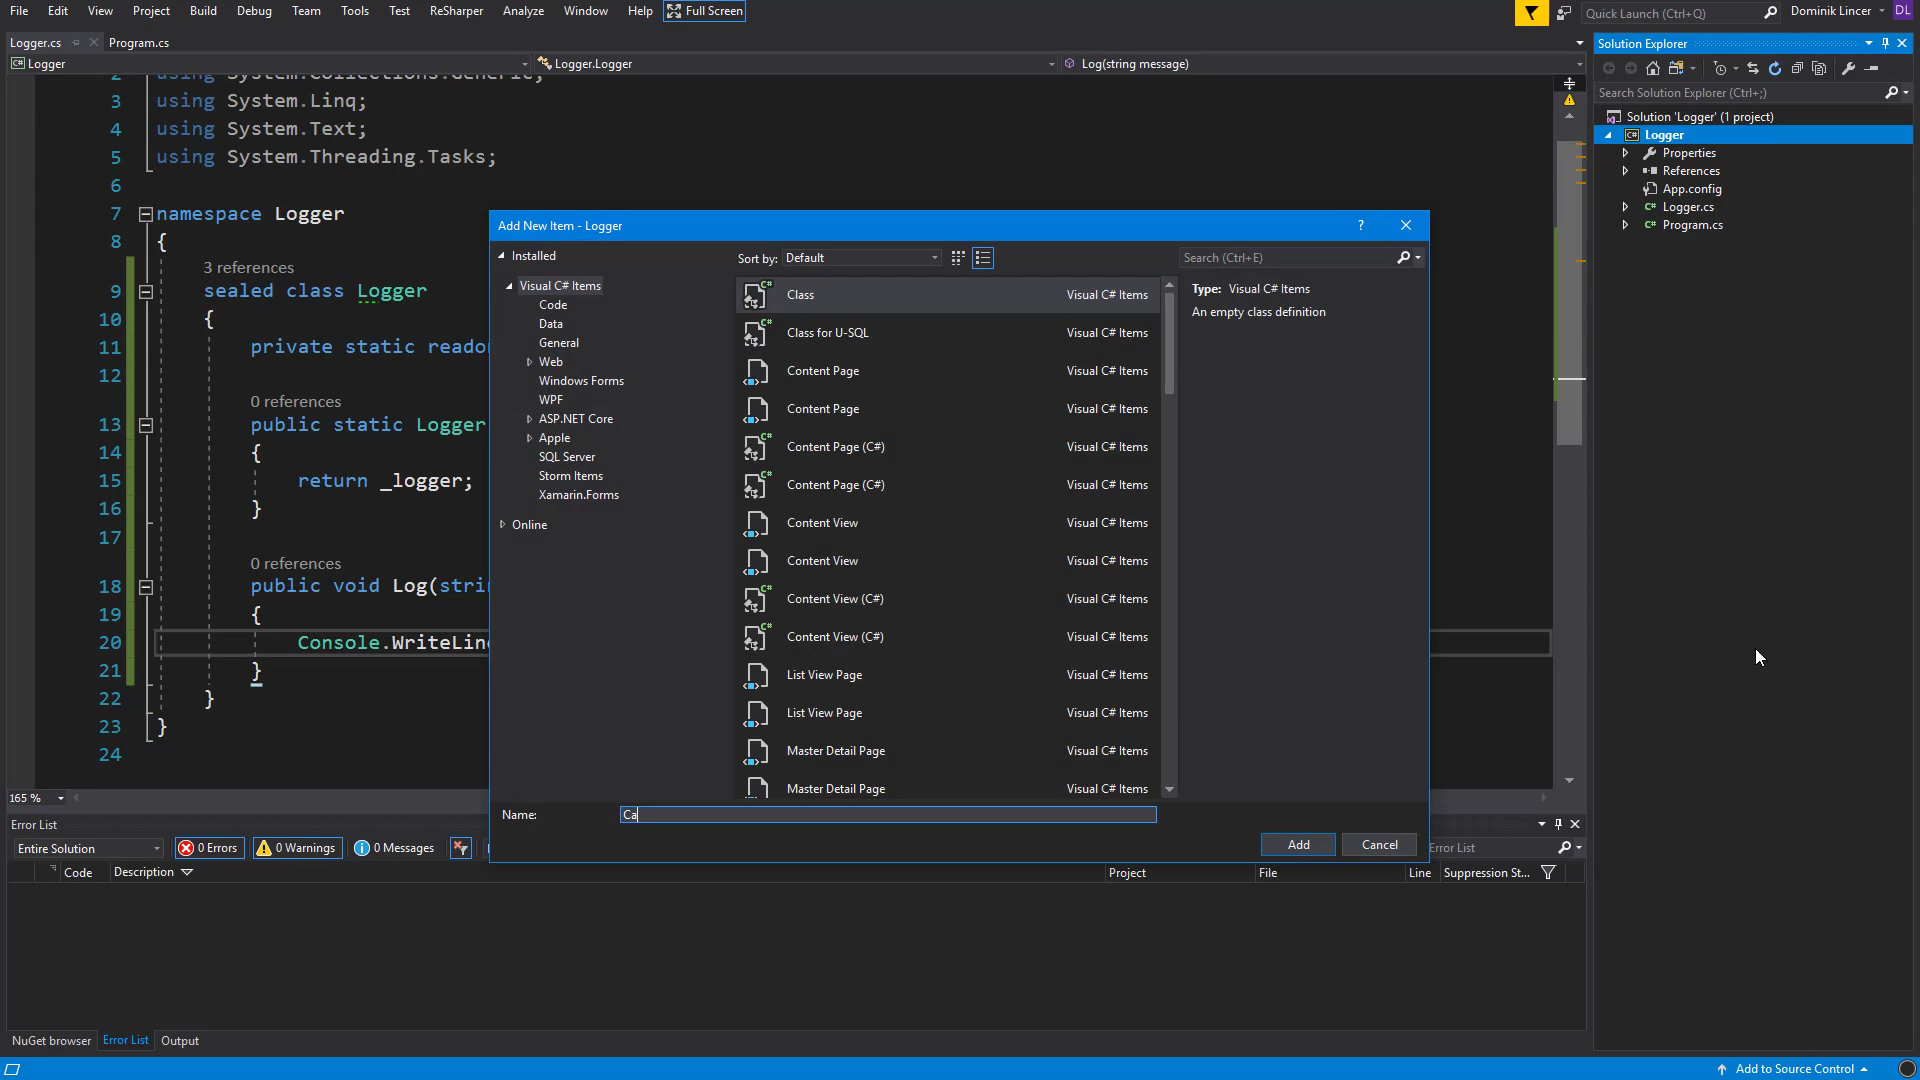 File Edit View Project Build Debug Team Tools Test ReSharper Analyze Window Help Full Screen
Quick Launch (Ctrl+Q) Dominik Lincer DL
Logger.cs Program.cs
Logger Logger.Logger Log(string message)
2 using System.Collections.Generic;
3 using System.Linq;
4 using System.Text;
5 using System.Threading.Tasks;
6
7 namespace Logger
8 {
3 references
9 sealed class Logger
10 {
11 private static reado
12
0 references
13 public static Logger
14 {
15 return _logger;
16 }
17
0 references
18 public void Log(stri
19 {
20 Console.WriteLin
21 }
22 }
23 }
24
165 %
Add New Item - Logger
? 
Installed
Visual C# Items
Code
Data
General
Web
Windows Forms
WPF
ASP.NET Core
Apple
SQL Server
Storm Items
Xamarin.Forms
Online
Sort by: Default
Search (Ctrl+E)
Class Visual C# Items
Class for U-SQL Visual C# Items
Content Page Visual C# Items
Content Page Visual C# Items
Content Page (C#) Visual C# Items
Content Page (C#) Visual C# Items
Content View Visual C# Items
Content View Visual C# Items
Content View (C#) Visual C# Items
Content View (C#) Visual C# Items
List View Page Visual C# Items
List View Page Visual C# Items
Master Detail Page Visual C# Items
Master Detail Page Visual C# Items
Type: Visual C# Items
An empty class definition
Name: Ca
Add Cancel
Solution Explorer
Search Solution Explorer (Ctrl+;)
Solution 'Logger' (1 project)
C# Logger
Properties
References
App.config
C# Logger.cs
C# Program.cs
Error List
Entire Solution 0 Errors 0 Warnings 0 Messages Error List
Code Description Project File Line Suppression St...
NuGet browser Error List Output
Add to Source Control